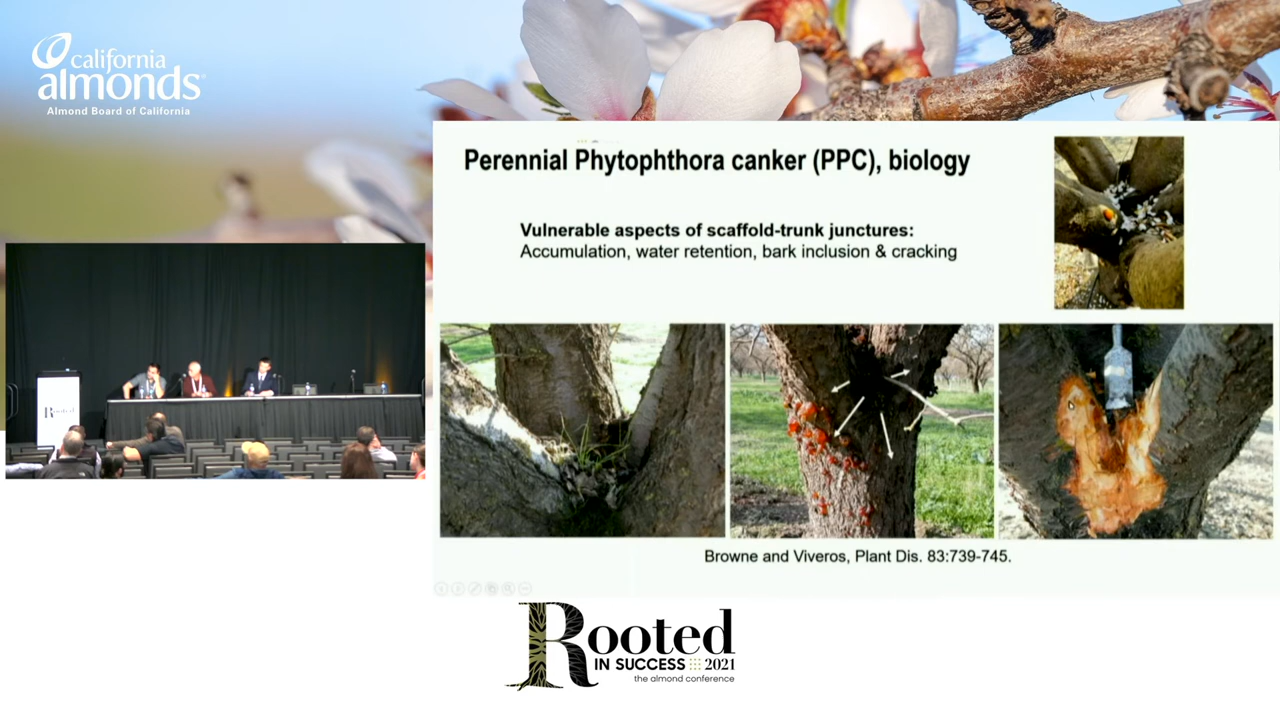 california
almonds
Almond Board of California
Perennial Phytophthora canker (PPC), biology
Vulnerable aspects of scaffold-trunk junctures:
Accumulation, water retention, bark inclusion & cracking
Rooted
Browne and Viveros, Plant Dis. 83:739-745.
Rooted
IN SUCCESS 2021
the almond conference